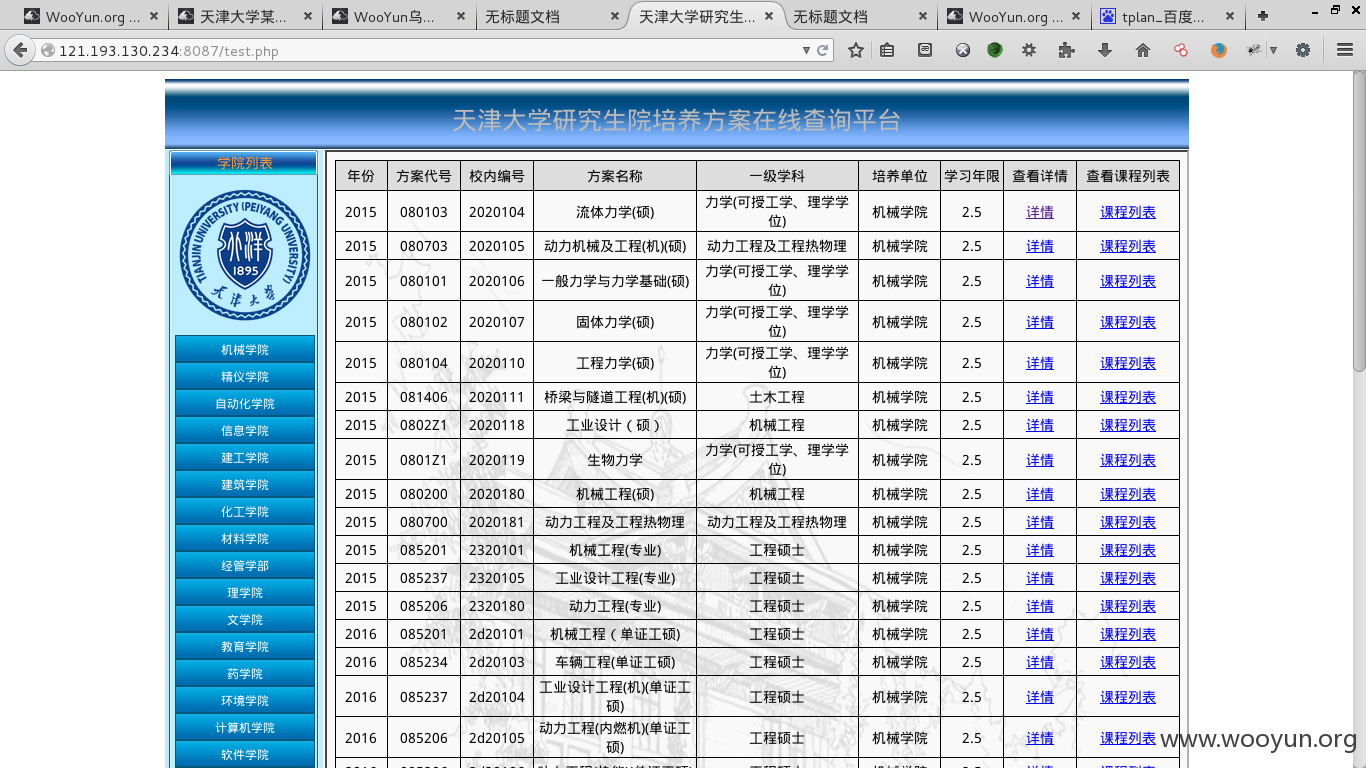 WooYun.org ...
天津大学某...
WooYun乌...
无标题文档
天津大学研究生...
无标题文档
WooYun.org ...
tplan_百度...
121.193.130.234:8087/test.php
天津大学研究生院培养方案在线查询平台
学院列表
TIANJIN UNIVERSITY (PEIYANG UNIVERSITY)
北洋
1895
天津大学
机械学院
精仪学院
自动化学院
信息学院
建工学院
建筑学院
化工学院
材料学院
经管学部
理学院
文学院
教育学院
药学院
环境学院
计算机学院
软件学院
年份 方案代号 校内编号 方案名称 一级学科 培养单位 学习年限 查看详情 查看课程列表
2015 080103 2020104 流体力学(硕) 力学(可授工学、理学学位) 机械学院 2.5 详情 课程列表
2015 080703 2020105 动力机械及工程(机)(硕) 动力工程及工程热物理 机械学院 2.5 详情 课程列表
2015 080101 2020106 一般力学与力学基础(硕) 力学(可授工学、理学学位) 机械学院 2.5 详情 课程列表
2015 080102 2020107 固体力学(硕) 力学(可授工学、理学学位) 机械学院 2.5 详情 课程列表
2015 080104 2020110 工程力学(硕) 力学(可授工学、理学学位) 机械学院 2.5 详情 课程列表
2015 081406 2020111 桥梁与隧道工程(机)(硕) 土木工程 机械学院 2.5 详情 课程列表
2015 0802Z1 2020118 工业设计（硕） 机械工程 机械学院 2.5 详情 课程列表
2015 0801Z1 2020119 生物力学 力学(可授工学、理学学位) 机械学院 2.5 详情 课程列表
2015 080200 2020180 机械工程(硕) 机械工程 机械学院 2.5 详情 课程列表
2015 080700 2020181 动力工程及工程热物理 动力工程及工程热物理 机械学院 2.5 详情 课程列表
2015 085201 2320101 机械工程(专业) 工程硕士 机械学院 2.5 详情 课程列表
2015 085237 2320105 工业设计工程(专业) 工程硕士 机械学院 2.5 详情 课程列表
2015 085206 2320180 动力工程(专业) 工程硕士 机械学院 2.5 详情 课程列表
2016 085201 2d20101 机械工程（单证工硕) 工程硕士 机械学院 2.5 详情 课程列表
2016 085234 2d20103 车辆工程(单证工硕) 工程硕士 机械学院 2.5 详情 课程列表
2016 085237 2d20104 工业设计工程(机)(单证工硕) 工程硕士 机械学院 2.5 详情 课程列表
2016 085206 2d20105 动力工程(内燃机)(单证工硕) 工程硕士 机械学院 2.5 详情 课程列表
www.wooyun.org